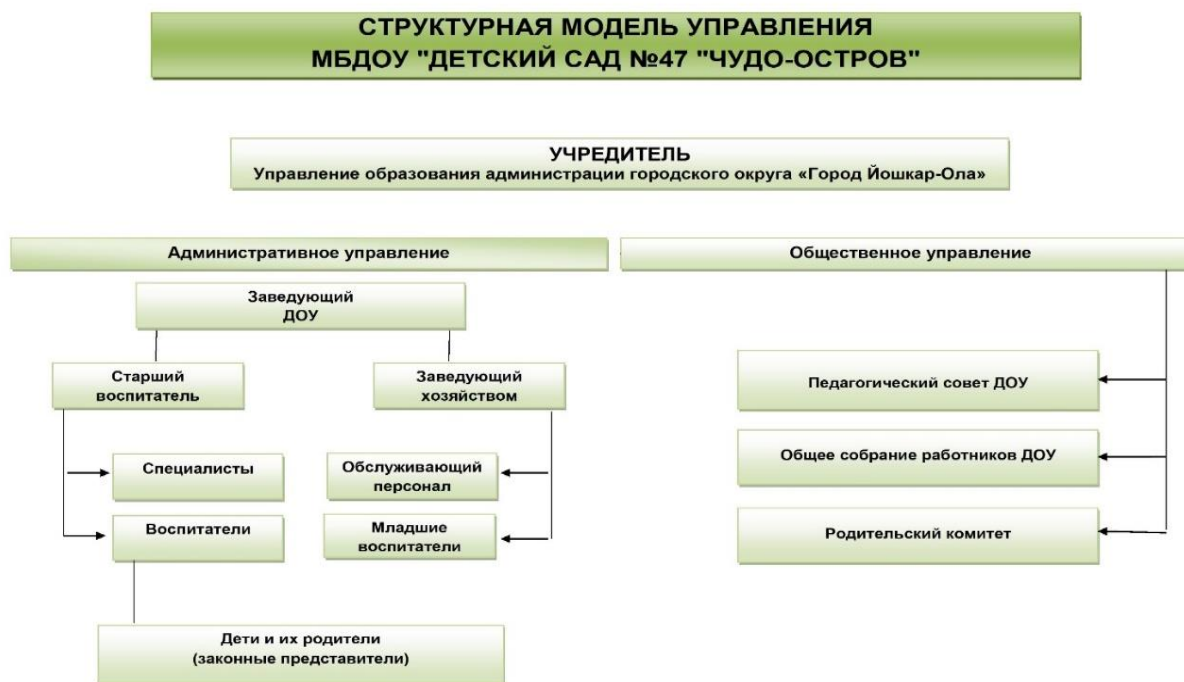 СТРУКТУРНАЯ МОДЕЛЬ УПРАВЛЕНИЯ
МБДОУ "ДЕТСКИЙ САД №47 "ЧУДО-ОСТРОВ"
УЧРЕДИТЕЛЬ
Управление образования администрации городского округа «Город Йошкар-Ола»
Административное управление
Заведующий
ДОУ
Старший
воспитатель
Заведующий
хозяйством
Специалисты
Обслуживающий
персонал
Воспитатели
Младшие
воспитатели
Дети и их родители
(законные представители)
Общественное управление
Педагогический совет ДОУ
Общее собрание работников ДОУ
Родительский комитет